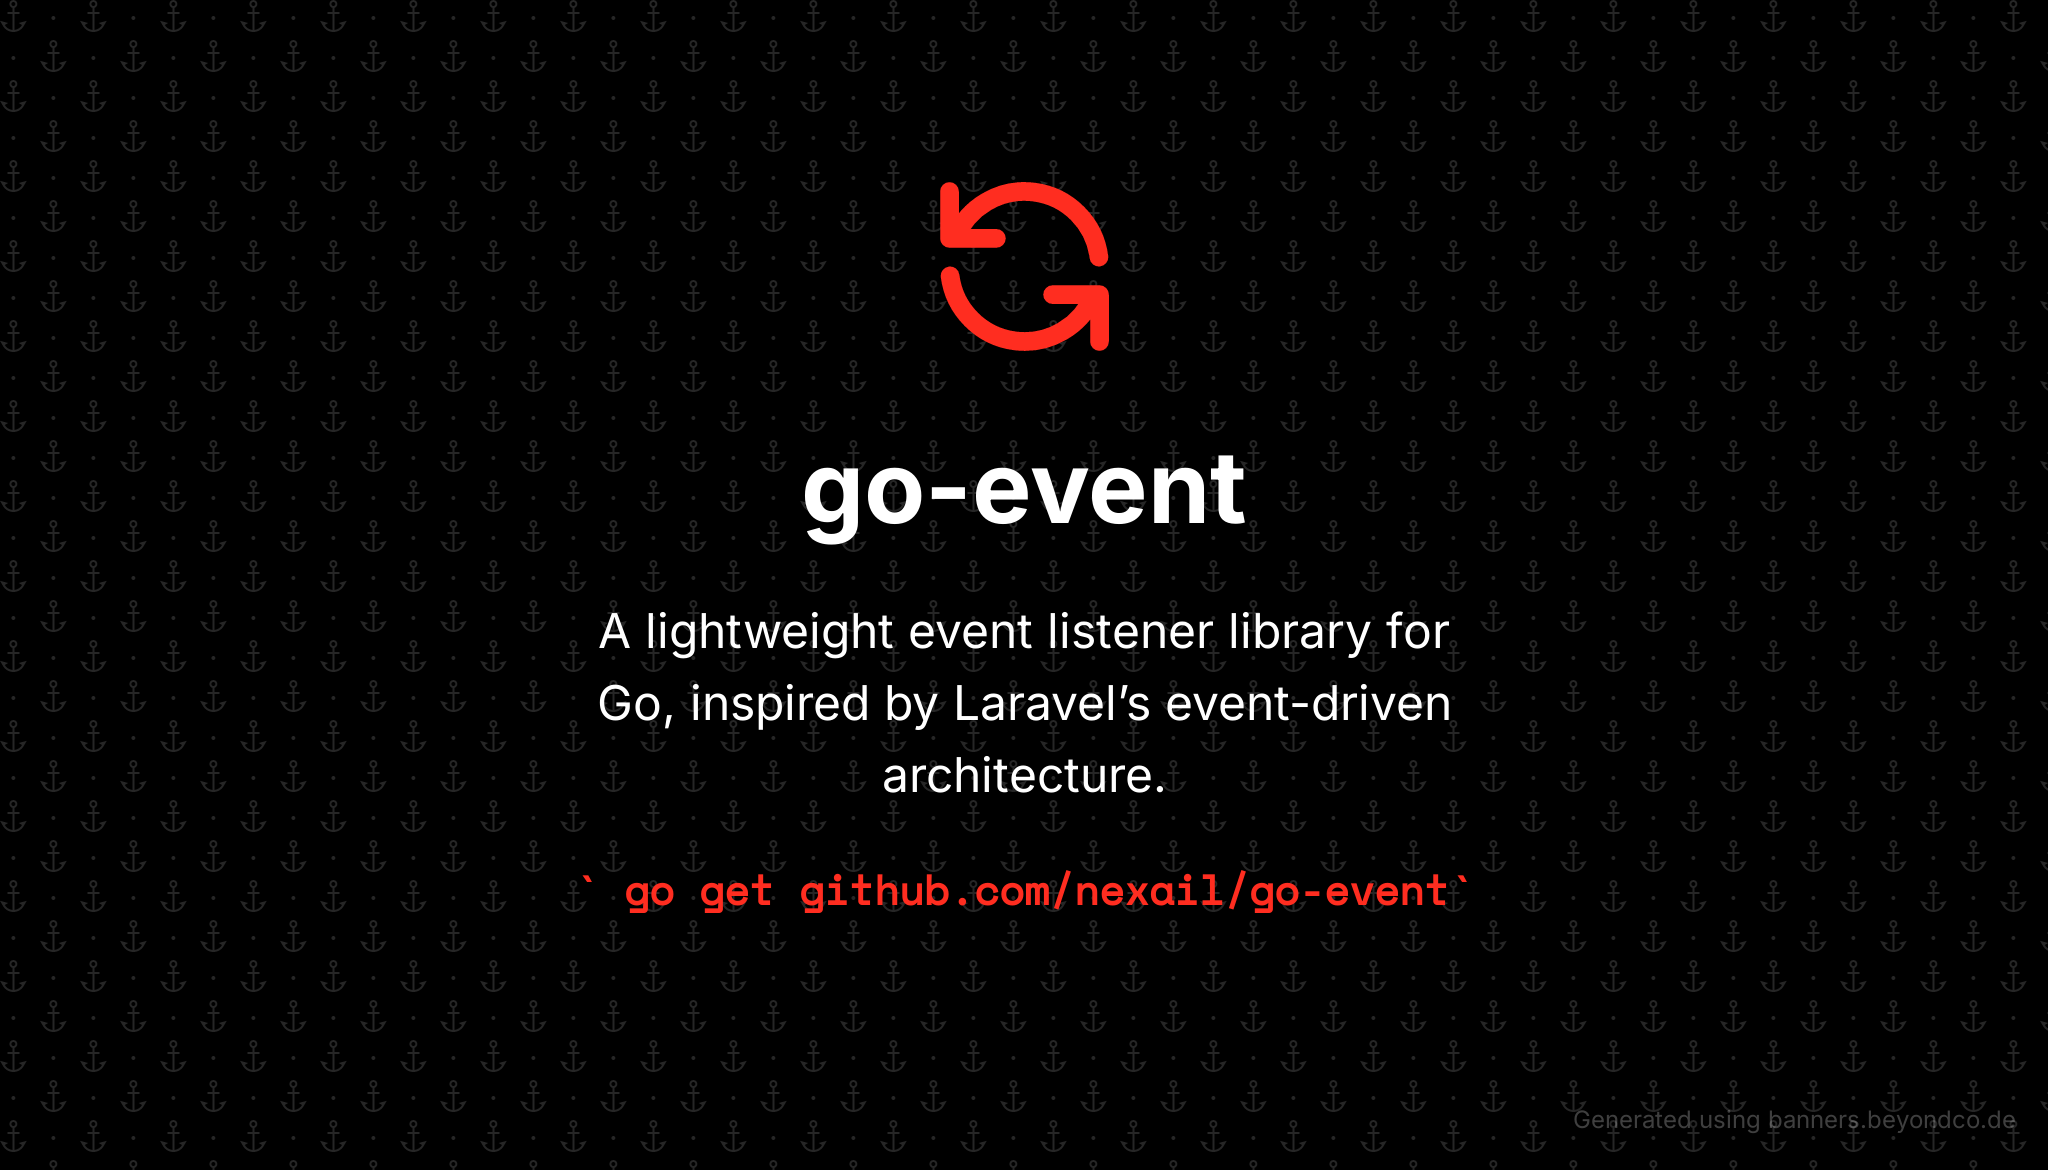 go-event
A lightweight event listener library for
Go, inspired by Laravel’s event-driven
architecture.
` go get github.com/nexail/go-event`
Generated using banners.beyondco.de